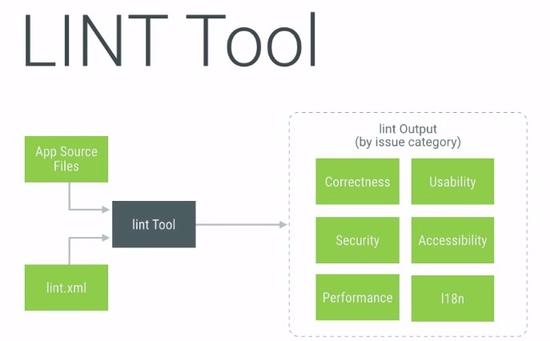 LINT Tool
App Source
Files
lint Tool
lint.xml
lint Output
(by issue category)
Correctness
Usability
Security
Accessibility
Performance
I18n